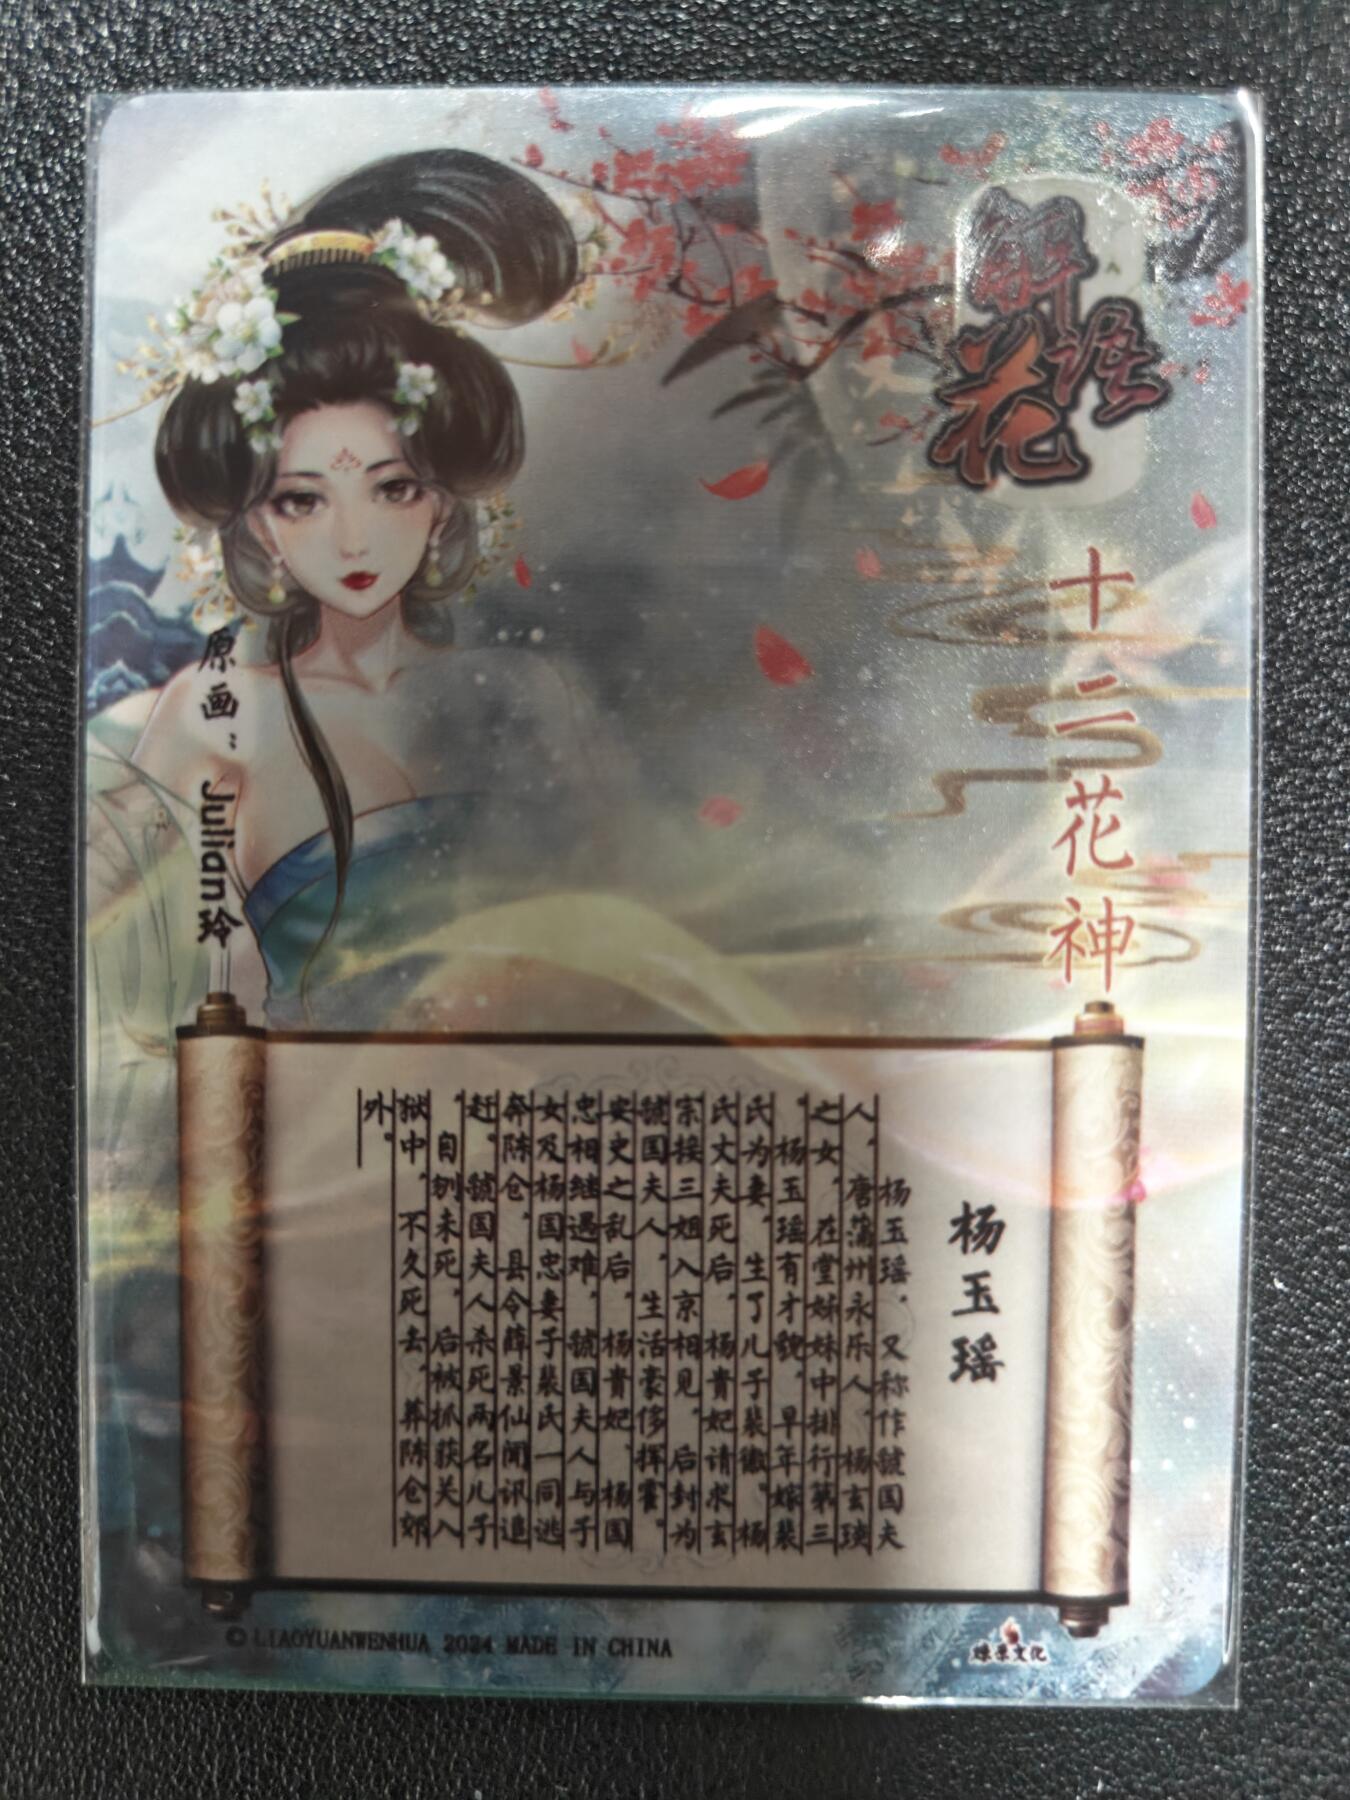 解语花
十二花神
原画：Julian玲
杨玉瑶
杨玉瑶，又称作虢国夫
人，唐蒲州永乐人，杨玄琰
之女，在堂姊妹中排行第三
。杨玉瑶有才貌，早年嫁裴
氏为妻，生了儿子裴徽。杨
氏丈夫死后，杨贵妃请求玄
宗接三姐入京相见，后封为
虢国夫人，生活豪侈挥霍。
安史之乱后，杨贵妃、杨国
忠相继遇难，虢国夫人与子
女及杨国忠妻子裴氏一同逃
奔陈仓，县令薛景仙闻讯追
赶。虢国夫人杀死两名儿子
。自刎未死，后被抓获关入
狱中，不久死去，葬陈仓郊
外。
© LIAOYUANWENHUA 2024 MADE IN CHINA
燎原文化